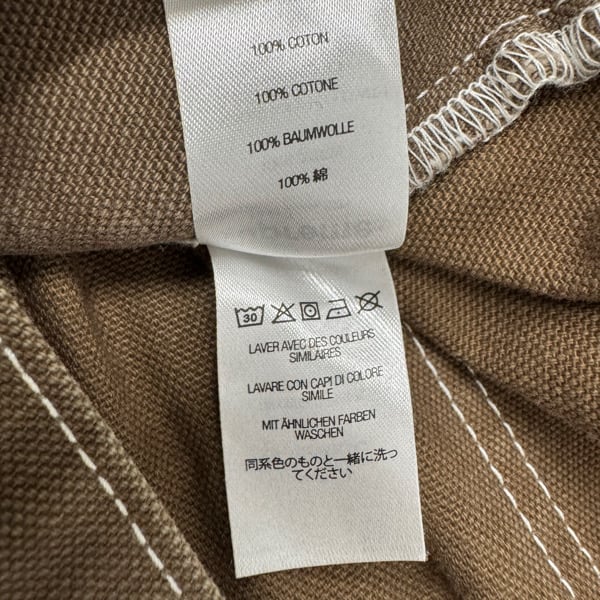 100% COTON
100% COTONE
100% BAUMWOLLE
100% 綿
30
LAVER AVEC DES COULEURS
SIMILAIRES
LAVARE CON CAPI DI COLORE
SIMILE
MIT ÄHNLICHEN FARBEN
WASCHEN
同系色のものと一緒に洗っ
てください